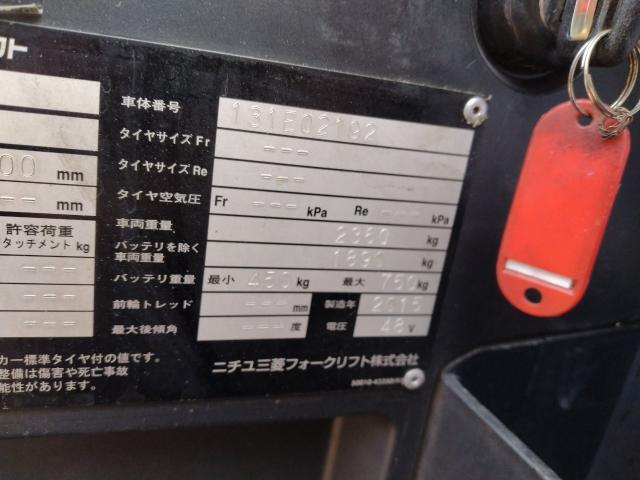 フト
車体番号 131E02192
タイヤサイズ Fr ---
タイヤサイズ Re ---
タイヤ空気圧 Fr --- kPa Re --- kPa
車両重量 2360 kg
バッテリを除く
車両重量 1890 kg
バッテリ重量 最小 450 kg 最大 750 kg
前輪トレッド --- mm 製造年 2015
最大後傾角 --- 度 電圧 48 V
00 mm
-- mm
許容荷重
タッチメント kg
---
---
カー標準タイヤ付の値です。
整備は傷害や死亡事故
能性があります。
ニチユ三菱フォークリフト株式会社